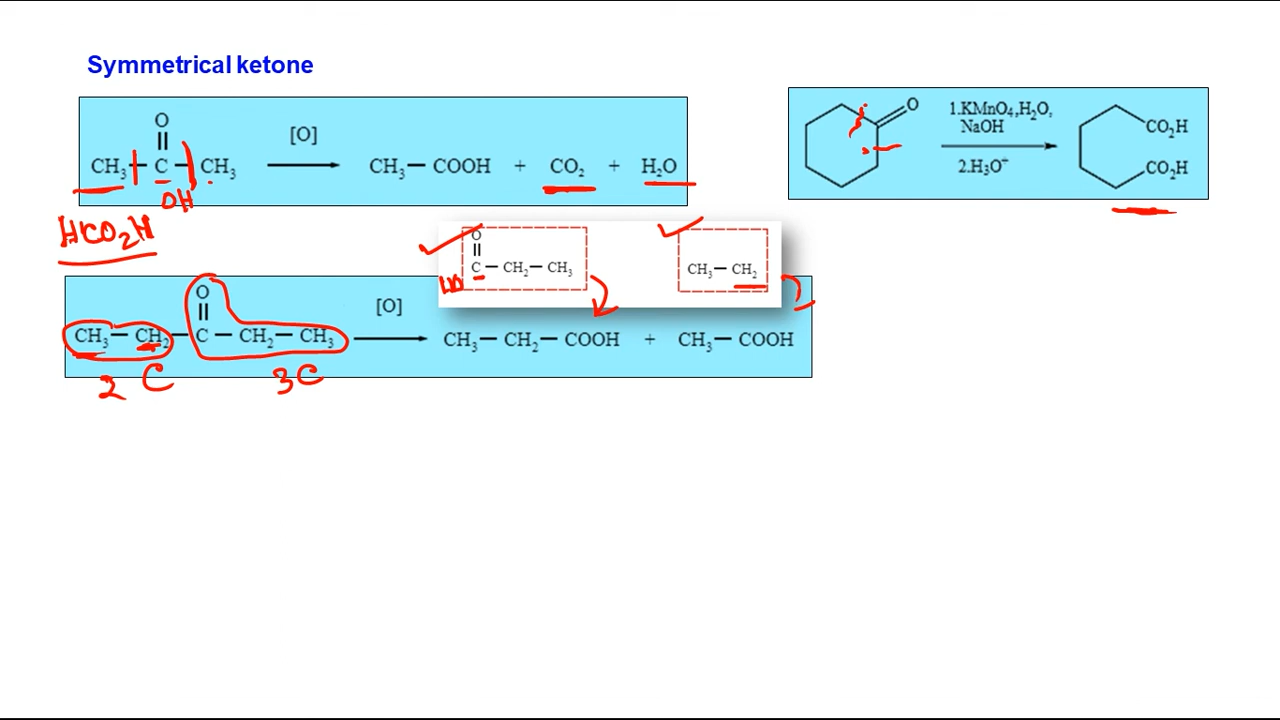 Symmetrical ketone
O
CH₃ — C — CH₃ [O] CH₃ — COOH + CO₂ + H₂O
OH
HCO₂H
O 1.KMnO₄,H₂O,
NaOH
2.H₃O⁺
CO₂H
CO₂H
O
C — CH₂ — CH₃
CH₃ — CH₂
O
CH₃ — CH₂ — C — CH₂ — CH₃ [O] CH₃ — CH₂ — COOH + CH₃ — COOH
2 C 3C